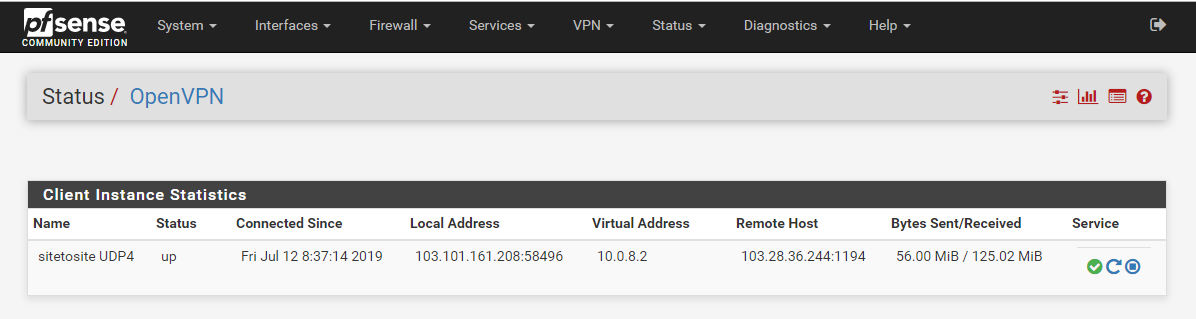 pfsense
COMMUNITY EDITION
System Interfaces Firewall Services VPN Status Diagnostics Help
Status / OpenVPN
Client Instance Statistics
Name Status Connected Since Local Address Virtual Address Remote Host Bytes Sent/Received Service
sitetosite UDP4 up Fri Jul 12 8:37:14 2019 103.101.161.208:58496 10.0.8.2 103.28.36.244:1194 56.00 MiB / 125.02 MiB